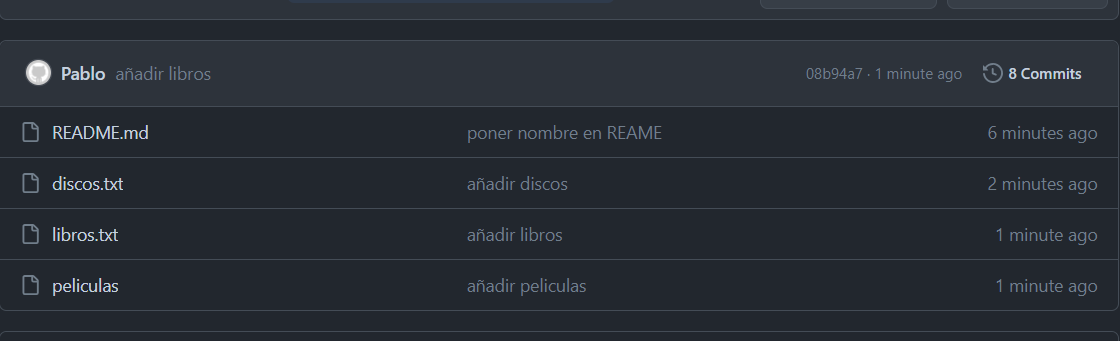 Pablo añadir libros 08b94a7 · 1 minute ago 8 Commits
README.md poner nombre en REAME 6 minutes ago
discos.txt añadir discos 2 minutes ago
libros.txt añadir libros 1 minute ago
peliculas añadir peliculas 1 minute ago